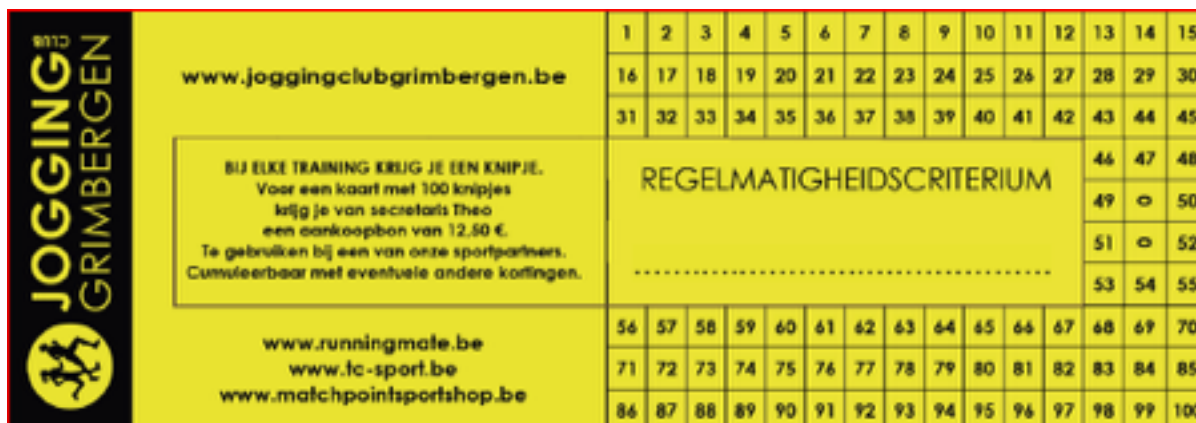 CLUB
JOGGING
GRIMBERGEN
www.joggingclubgrimbergen.be
BIJ ELKE TRAINING KRIJG JE EEN KNIPJE.
Voor een kaart met 100 knipjes
krijg je van secretaris Theo
een aankoopbon van 12,50 €.
Te gebruiken bij een van onze sportpartners.
Cumuleerbaar met eventuele andere kortingen.
www.runningmate.be
www.tc-sport.be
www.matchpointsportshop.be
1 2 3 4 5 6 7 8 9 10 11 12 13 14 15
16 17 18 19 20 21 22 23 24 25 26 27 28 29 30
31 32 33 34 35 36 37 38 39 40 41 42 43 44 45
REGELMATIGHEIDSCRITERIUM
46 47 48
49 0 50
51 0 52
53 54 55
56 57 58 59 60 61 62 63 64 65 66 67 68 69 70
71 72 73 74 75 76 77 78 79 80 81 82 83 84 85
86 87 88 89 90 91 92 93 94 95 96 97 98 99 100